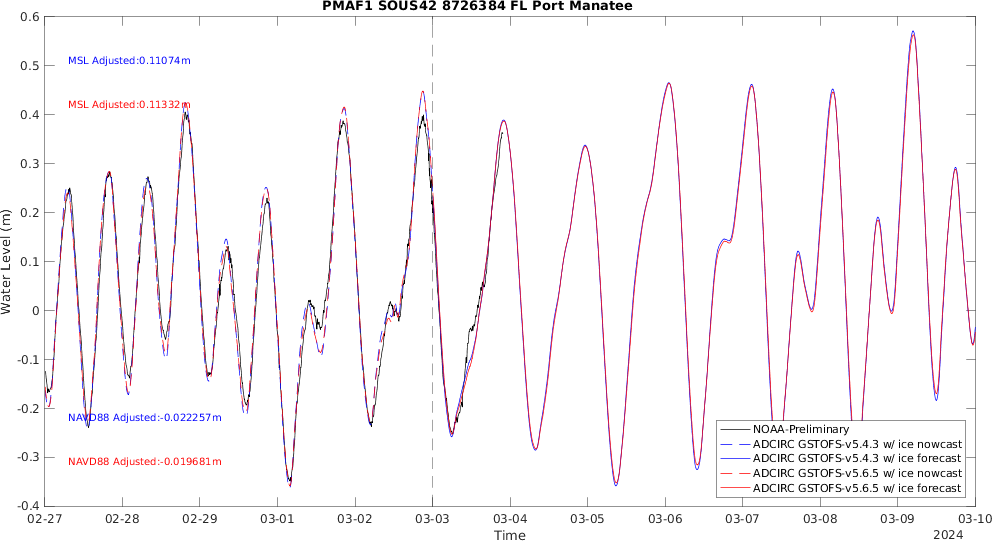 PMAF1 SOUS42 8726384 FL Port Manatee
0.6
0.5
0.4
0.3
0.2
0.1
0
-0.1
-0.2
-0.3
-0.4
Water Level (m)
MSL Adjusted:0.11074m
MSL Adjusted:0.11332m
NAVD88 Adjusted:-0.022257m
NAVD88 Adjusted:-0.019681m
NOAA-Preliminary
ADCIRC GSTOFS-v5.4.3 w/ ice nowcast
ADCIRC GSTOFS-v5.4.3 w/ ice forecast
ADCIRC GSTOFS-v5.6.5 w/ ice nowcast
ADCIRC GSTOFS-v5.6.5 w/ ice forecast
02-27 02-28 02-29 03-01 03-02 03-03 03-04 03-05 03-06 03-07 03-08 03-09 03-10
Time
2024